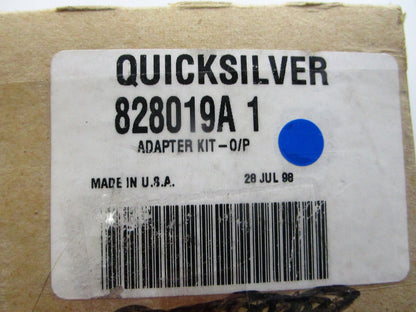 QUICKSILVER
828019A 1
ADAPTER KIT-O/P
MADE IN U.S.A. 28 JUL 98